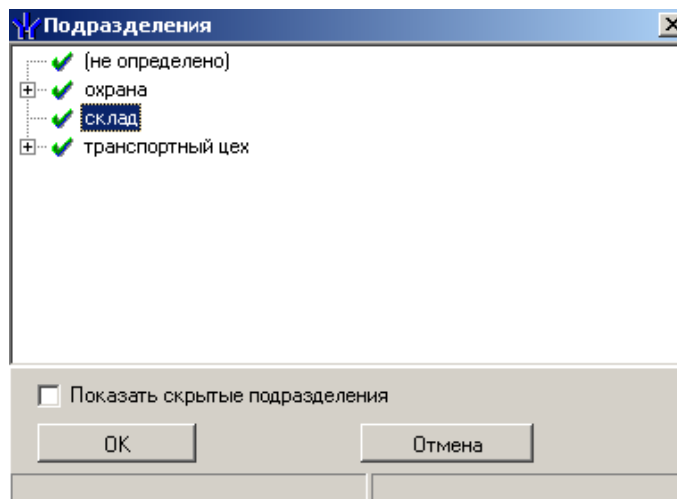 Подразделения
(не определено)
охрана
склад
транспортный цех
Показать скрытые подразделения
OK
Отмена